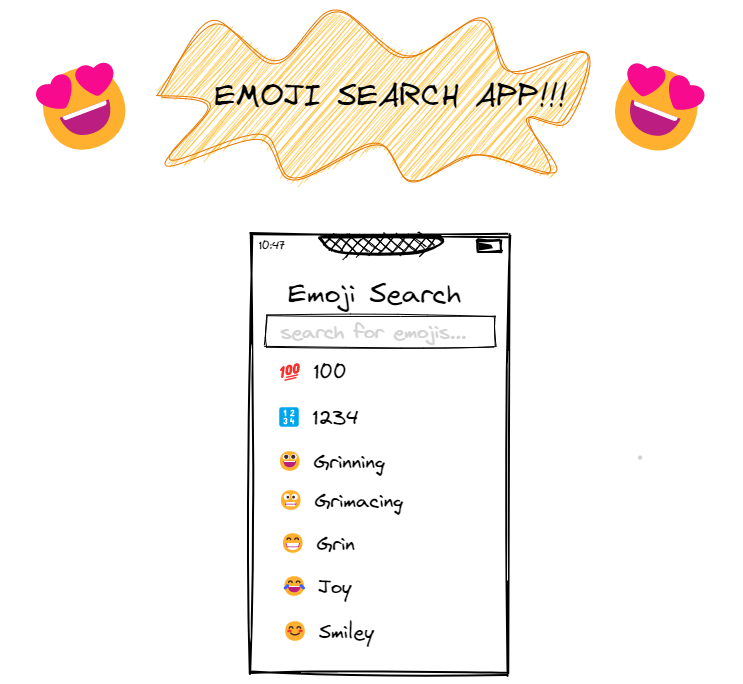 EMOJI SEARCH APP!!!
10:47
Emoji Search
search for emojis...
💯 100
🔢 1234
Grinning
Grimacing
Grin
Joy
Smiley